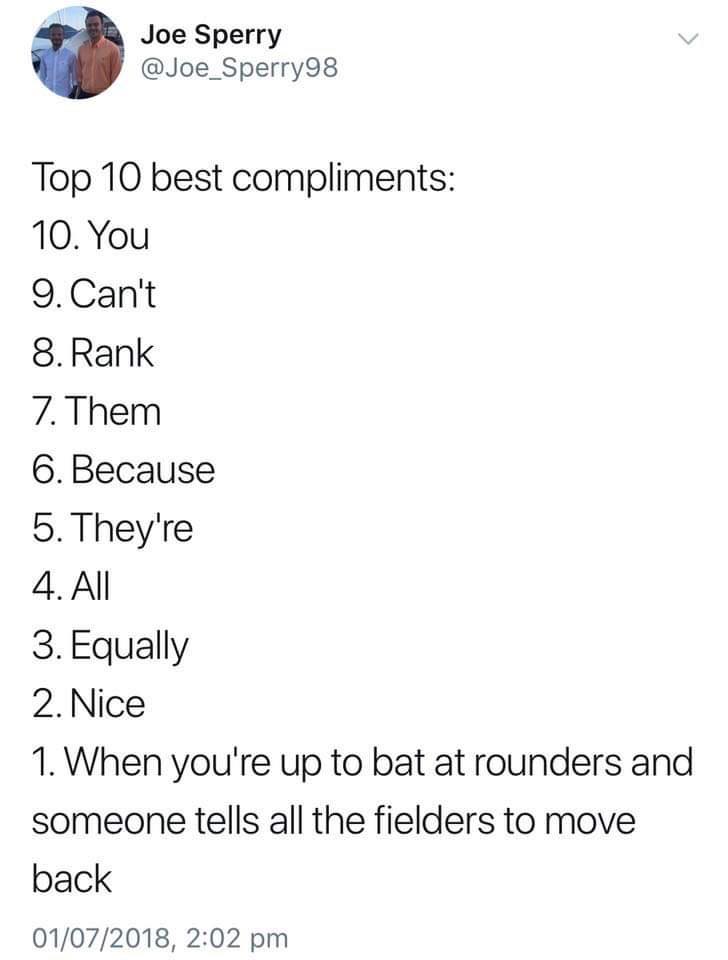 Joe Sperry
@Joe_Sperry98
Top 10 best compliments:
10. You
9. Can't
8. Rank
7. Them
6. Because
5. They're
4. All
3. Equally
2. Nice
1. When you're up to bat at rounders and
someone tells all the fielders to move
back
01/07/2018, 2:02 pm